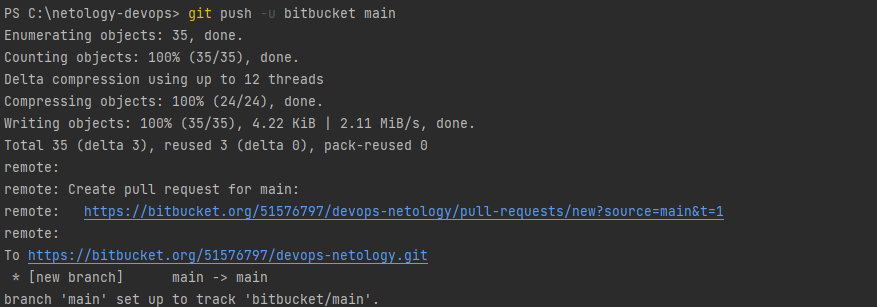 PS C:\netology-devops> git push -u bitbucket main
Enumerating objects: 35, done.
Counting objects: 100% (35/35), done.
Delta compression using up to 12 threads
Compressing objects: 100% (24/24), done.
Writing objects: 100% (35/35), 4.22 KiB | 2.11 MiB/s, done.
Total 35 (delta 3), reused 3 (delta 0), pack-reused 0
remote:
remote: Create pull request for main:
remote:   https://bitbucket.org/51576797/devops-netology/pull-requests/new?source=main&t=1
remote:
To https://bitbucket.org/51576797/devops-netology.git
 * [new branch]      main -> main
branch 'main' set up to track 'bitbucket/main'.